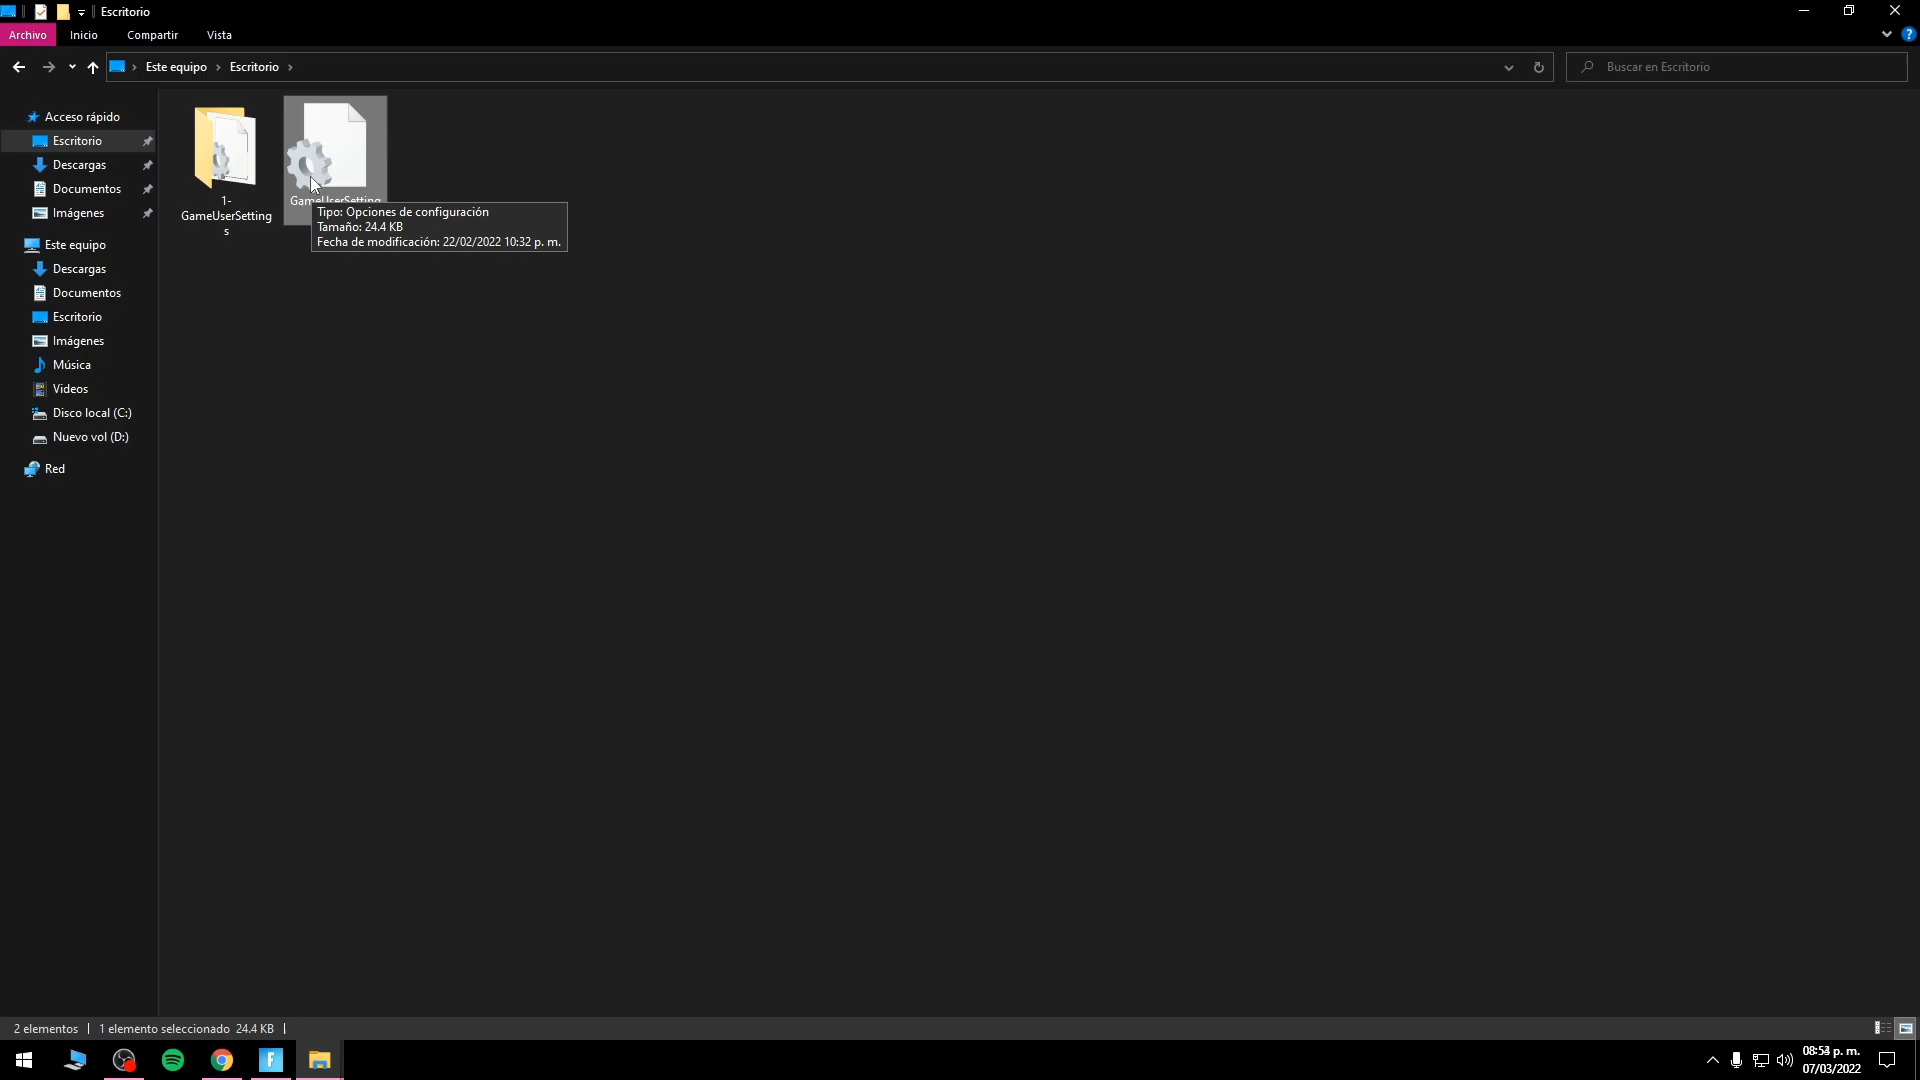 Escritorio
Archivo
Inicio
Compartir
Vista
?
Este equipo
Escritorio
Buscar en Escritorio
Acceso rápido
Escritorio
Descargas
Documentos
Imágenes
Este equipo
Descargas
Documentos
Escritorio
Imágenes
Música
Videos
Disco local (C:)
Nuevo vol (D:)
Red
1-
GameUserSetting
s
GameUserSetting
Tipo: Opciones de configuración
Tamaño: 24.4 KB
Fecha de modificación: 22/02/2022 10:32 p. m.
2 elementos
1 elemento seleccionado 24.4 KB
F
08:54 p. m.
07/03/2022